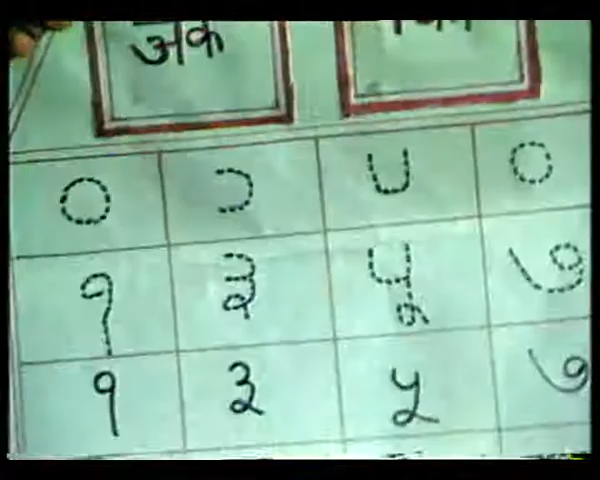 अंक
१ ३ ५ ७
१ ३ ५ ७